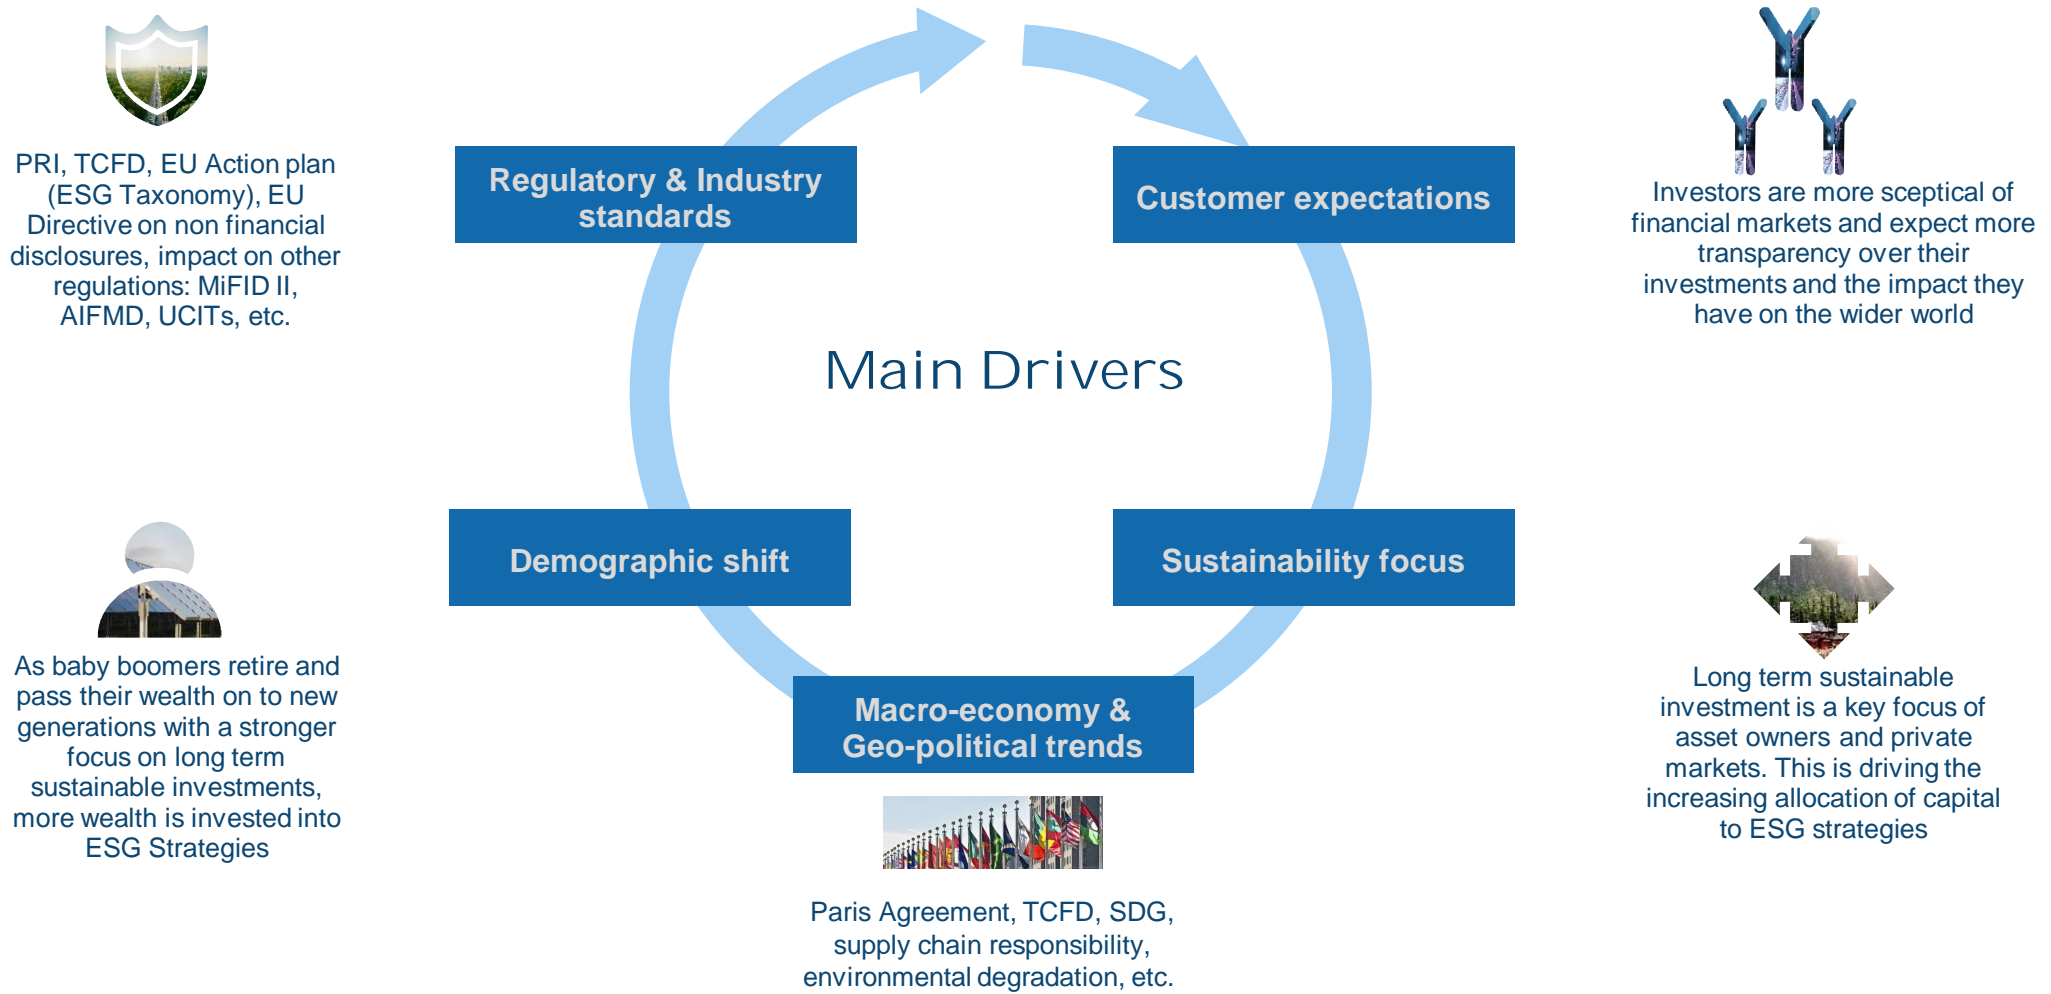 PRI, TCFD, EU Action plan
(ESG Taxonomy), EU
Directive on non financial
disclosures, impact on other
regulations: MiFID II,
AIFMD, UCITs, etc.
Regulatory & Industry
standards
Customer expectations
Investors are more sceptical of
financial markets and expect more
transparency over their
investments and the impact they
have on the wider world
Main Drivers
Demographic shift
Sustainability focus
As baby boomers retire and
pass their wealth on to new
generations with a stronger
focus on long term
sustainable investments,
more wealth is invested into
ESG Strategies
Macro-economy &
Geo-political trends
Long term sustainable
investment is a key focus of
asset owners and private
markets. This is driving the
increasing allocation of capital
to ESG strategies
Paris Agreement, TCFD, SDG,
supply chain responsibility,
environmental degradation, etc.